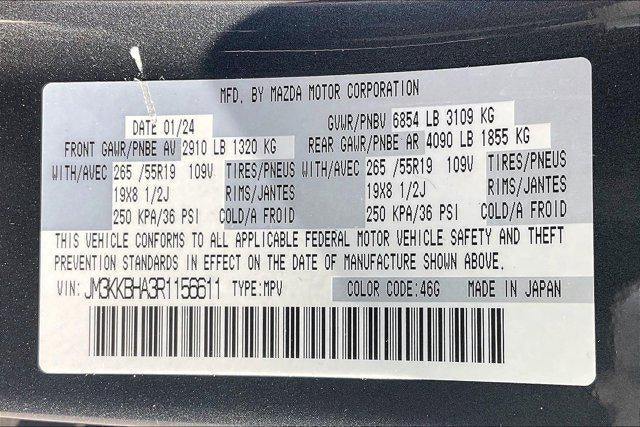 MFD. BY MAZDA MOTOR CORPORATION
DATE 01/24 GVWR/PNBV 6854 LB 3109 KG
FRONT GAWR/PNBE AV 2910 LB 1320 KG REAR GAWR/PNBE AR 4090 LB 1855 KG
WITH/AVEC 265 /55R19 109V TIRES/PNEUS WITH/AVEC 265 /55R19 109V TIRES/PNEUS
19X8 1/2J RIMS/JANTES 19X8 1/2J RIMS/JANTES
250 KPA/36 PSI COLD/A FROID 250 KPA/36 PSI COLD/A FROID
THIS VEHICLE CONFORMS TO ALL APPLICABLE FEDERAL MOTOR VEHICLE SAFETY AND THEFT
PREVENTION STANDARDS IN EFFECT ON THE DATE OF MANUFACTURE SHOWN ABOVE.
VIN: JM3KKBHA3R1156611 TYPE:MPV COLOR CODE:46G MADE IN JAPAN